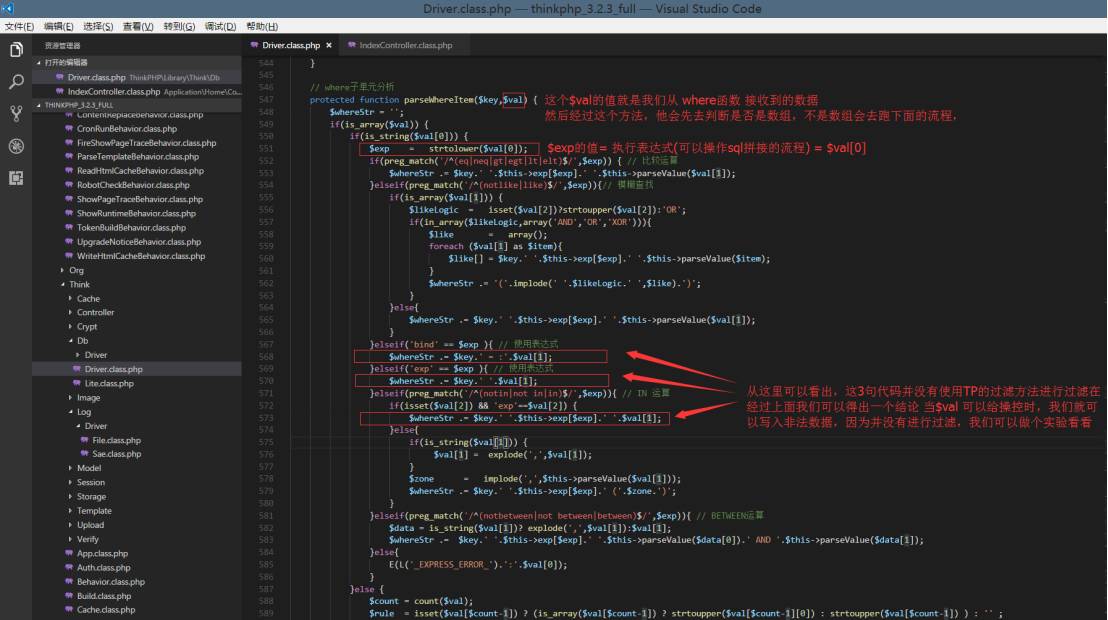 Driver.class.php — thinkphp_3.2.3_full — Visual Studio Code
文件(F) 编辑(E) 选择(S) 查看(V) 转到(G) 调试(D) 帮助(H)
资源管理器
Driver.class.php × IndexController.class.php
打开的编辑器
Driver.class.php ThinkPHP\Library\Think\Db
IndexController.class.php Application\Home\Co...
THINKPHP_3.2.3_FULL
ContentReplaceBehavior.class.php
CronRunBehavior.class.php
FireShowPageTraceBehavior.class.php
ParseTemplateBehavior.class.php
ReadHtmlCacheBehavior.class.php
RobotCheckBehavior.class.php
ShowPageTraceBehavior.class.php
ShowRuntimeBehavior.class.php
TokenBuildBehavior.class.php
UpgradeNoticeBehavior.class.php
WriteHtmlCacheBehavior.class.php
Org
Think
Cache
Controller
Crypt
Db
Driver
Driver.class.php
Lite.class.php
Image
Log
Driver
File.class.php
Sae.class.php
Model
Session
Storage
Template
Upload
Verify
App.class.php
Auth.class.php
Behavior.class.php
Build.class.php
Cache.class.php
544 }
545
546 // where子单元分析
547 protected function parseWhereItem($key,$val) {
548 $whereStr = '';
549 if(is_array($val)) {
550 if(is_string($val[0])) {
551 $exp = strtolower($val[0]);
552 if(preg_match('/^(eq|neq|gt|egt|lt|elt)$/',$exp)) { // 比较运算
553 $whereStr .= $key.' '.$this->exp[$exp].' '.$this->parseValue($val[1]);
554 }elseif(preg_match('/^(notlike|like)$/',$exp)){// 模糊查找
555 if(is_array($val[1])) {
556 $likeLogic = isset($val[2])?strtoupper($val[2]):'OR';
557 if(in_array($likeLogic,array('AND','OR','XOR'))){
558 $like = array();
559 foreach ($val[1] as $item){
560 $like[] = $key.' '.$this->exp[$exp].' '.$this->parseValue($item);
561 }
562 $whereStr .= '('.implode(' '.$likeLogic.' ',$like).')';
563 }
564 }else{
565 $whereStr .= $key.' '.$this->exp[$exp].' '.$this->parseValue($val[1]);
566 }
567 }elseif('bind' == $exp ){ // 使用表达式
568 $whereStr .= $key.' = :'.$val[1];
569 }elseif('exp' == $exp ){ // 使用表达式
570 $whereStr .= $key.' '.$val[1];
571 }elseif(preg_match('/^(notin|not in|in)$/',$exp)){ // IN 运算
572 if(isset($val[2]) && 'exp'==$val[2]) {
573 $whereStr .= $key.' '.$this->exp[$exp].' '.$val[1];
574 }else{
575 if(is_string($val[1])) {
576 $val[1] = explode(',',$val[1]);
577 }
578 $zone = implode(',',$this->parseValue($val[1]));
579 $whereStr .= $key.' '.$this->exp[$exp].' ('.$zone.')';
580 }
581 }elseif(preg_match('/^(notbetween|not between|between)$/',$exp)){ // BETWEEN运算
582 $data = is_string($val[1])? explode(',',$val[1]):$val[1];
583 $whereStr .= $key.' '.$this->exp[$exp].' '.$this->parseValue($data[0]).' AND '.$this->parseValue($data[1]);
584 }else{
585 E(L('_EXPRESS_ERROR_').':'.$val[0]);
586 }
587 }else {
588 $count = count($val);
589 $rule = isset($val[$count-1]) ? (is_array($val[$count-1]) ? strtoupper($val[$count-1][0]) : strtoupper($val[$count-1]) ) : '' ;
这个$val的值就是我们从 where函数 接收到的数据
然后经过这个方法，他会先去判断是否是数组，不是数组会去跑下面的流程，
$exp的值= 执行表达式(可以操作sql拼接的流程) = $val[0]
从这里可以看出，这3句代码并没有使用TP的过滤方法进行过滤在
经过上面我们可以得出一个结论 当$val 可以给操控时，我们就可
以写入非法数据，因为并没有进行过滤，我们可以做个实验看看